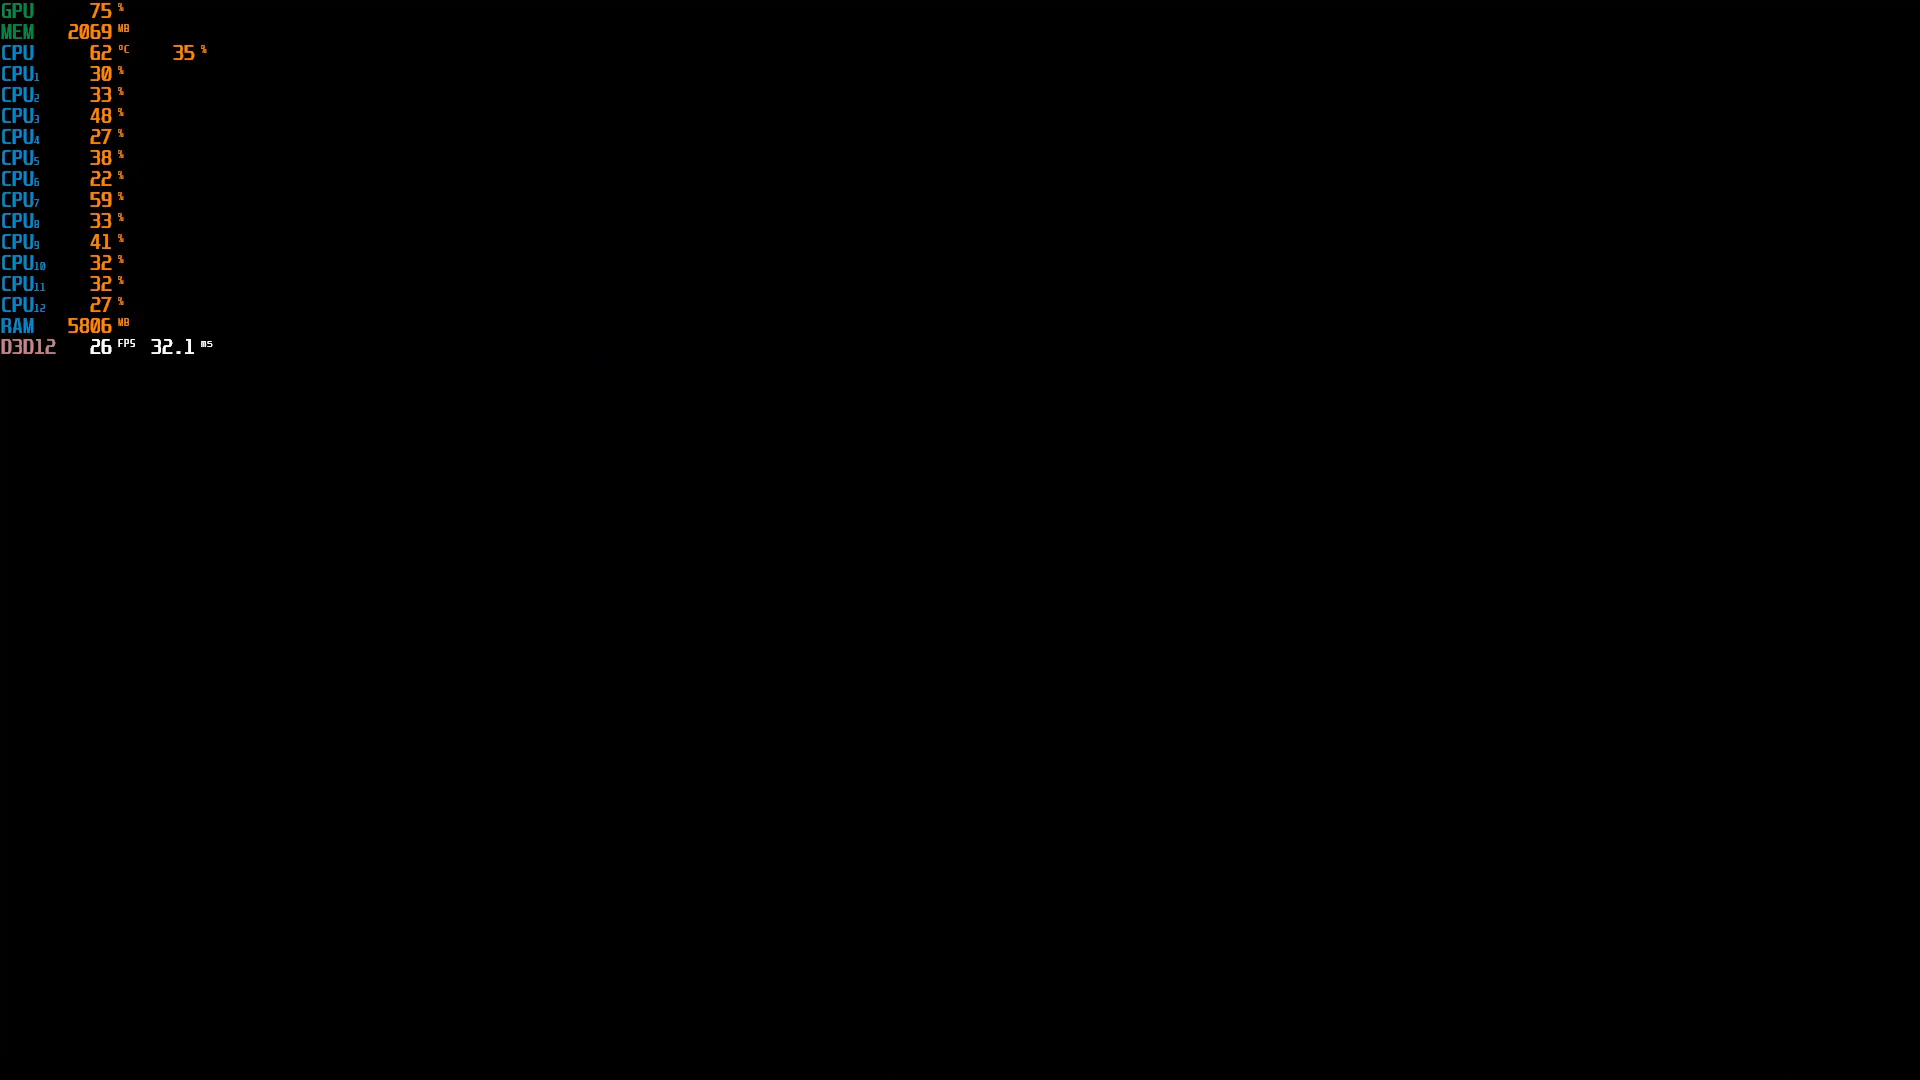 GPU 75 %
MEM 2069 MB
CPU 62 °C 35 %
CPU1 30 %
CPU2 33 %
CPU3 48 %
CPU4 27 %
CPU5 38 %
CPU6 22 %
CPU7 59 %
CPU8 33 %
CPU9 41 %
CPU10 32 %
CPU11 32 %
CPU12 27 %
RAM 5806 MB
D3D12 26 FPS 32.1 ms